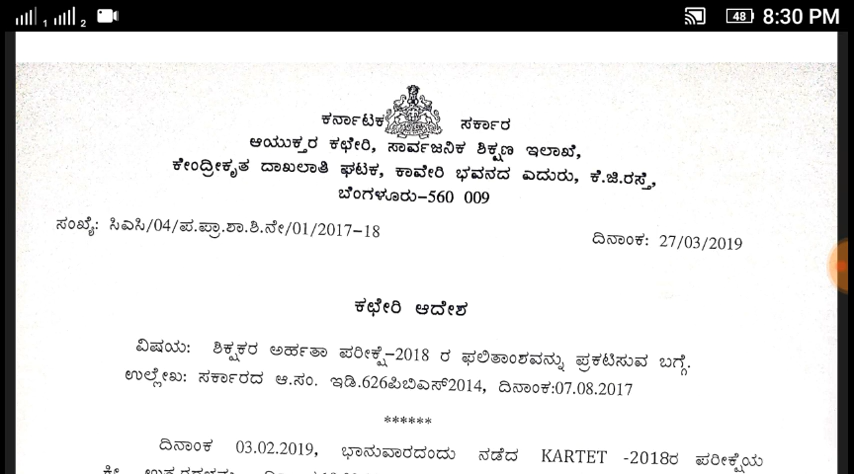 1 2 48 8:30 PM
ಕರ್ನಾಟಕ ಸರ್ಕಾರ
ಆಯುಕ್ತರ ಕಛೇರಿ, ಸಾರ್ವಜನಿಕ ಶಿಕ್ಷಣ ಇಲಾಖೆ,
ಕೇಂದ್ರೀಕೃತ ದಾಖಲಾತಿ ಘಟಕ, ಕಾವೇರಿ ಭವನದ ಎದುರು, ಕೆ.ಜಿ.ರಸ್ತೆ,
ಬೆಂಗಳೂರು-560 009
ಸಂಖ್ಯೆ: ಸಿಎಸಿ/04/ಪ.ಪ್ರಾ.ಶಾ.ಶಿ.ನೇ/01/2017-18 ದಿನಾಂಕ: 27/03/2019
ಕಛೇರಿ ಆದೇಶ
ವಿಷಯ: ಶಿಕ್ಷಕರ ಅರ್ಹತಾ ಪರೀಕ್ಷೆ-2018 ರ ಫಲಿತಾಂಶವನ್ನು ಪ್ರಕಟಿಸುವ ಬಗ್ಗೆ.
ಉಲ್ಲೇಖ: ಸರ್ಕಾರದ ಆ.ಸಂ. ಇಡಿ.626ಪಿಬಿಎಸ್2014, ದಿನಾಂಕ:07.08.2017
******
ದಿನಾಂಕ 03.02.2019, ಭಾನುವಾರದಂದು ನಡೆದ KARTET -2018ರ ಪರೀಕ್ಷೆಯ